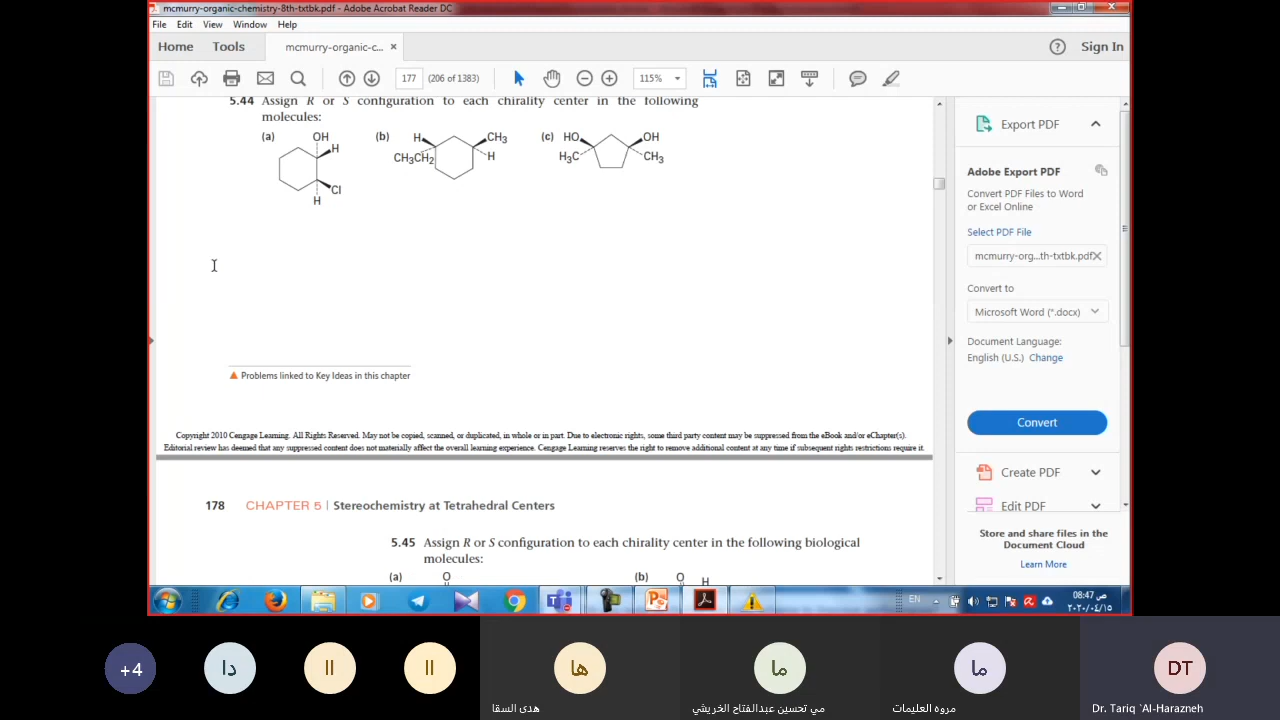 mcmurry-organic-chemistry-8th-txtbk.pdf - Adobe Acrobat Reader DC
File Edit View Window Help
Home Tools mcmurry-organic-c... × Sign In
177 (206 of 1383) 115%
5.44 Assign R or S configuration to each chirality center in the following
molecules:
(a) OH H Cl H
(b) H CH3 CH3CH2 H
(c) HO OH H3C CH3
Problems linked to Key Ideas in this chapter
Copyright 2010 Cengage Learning. All Rights Reserved. May not be copied, scanned, or duplicated, in whole or in part. Due to electronic rights, some third party content may be suppressed from the eBook and/or eChapter(s).
Editorial review has deemed that any suppressed content does not materially affect the overall learning experience. Cengage Learning reserves the right to remove additional content at any time if subsequent rights restrictions require it.
178 CHAPTER 5 | Stereochemistry at Tetrahedral Centers
5.45 Assign R or S configuration to each chirality center in the following biological
molecules:
(a) O (b) O H
Export PDF
Adobe Export PDF
Convert PDF Files to Word
or Excel Online
Select PDF File
mcmurry-org...th-txtbk.pdf
Convert to
Microsoft Word (*.docx)
Document Language:
English (U.S.) Change
Convert
Create PDF
Edit PDF
Store and share files in the
Document Cloud
Learn More
EN
08:47 ص
٢٠٢٠/٠٤/١٥
+4 دا اا اا ها ما ما DT
هدى السقا
مي تحسين عبدالفتاح الخريشي
مروه العليمات
Dr. Tariq `Al-Harazneh